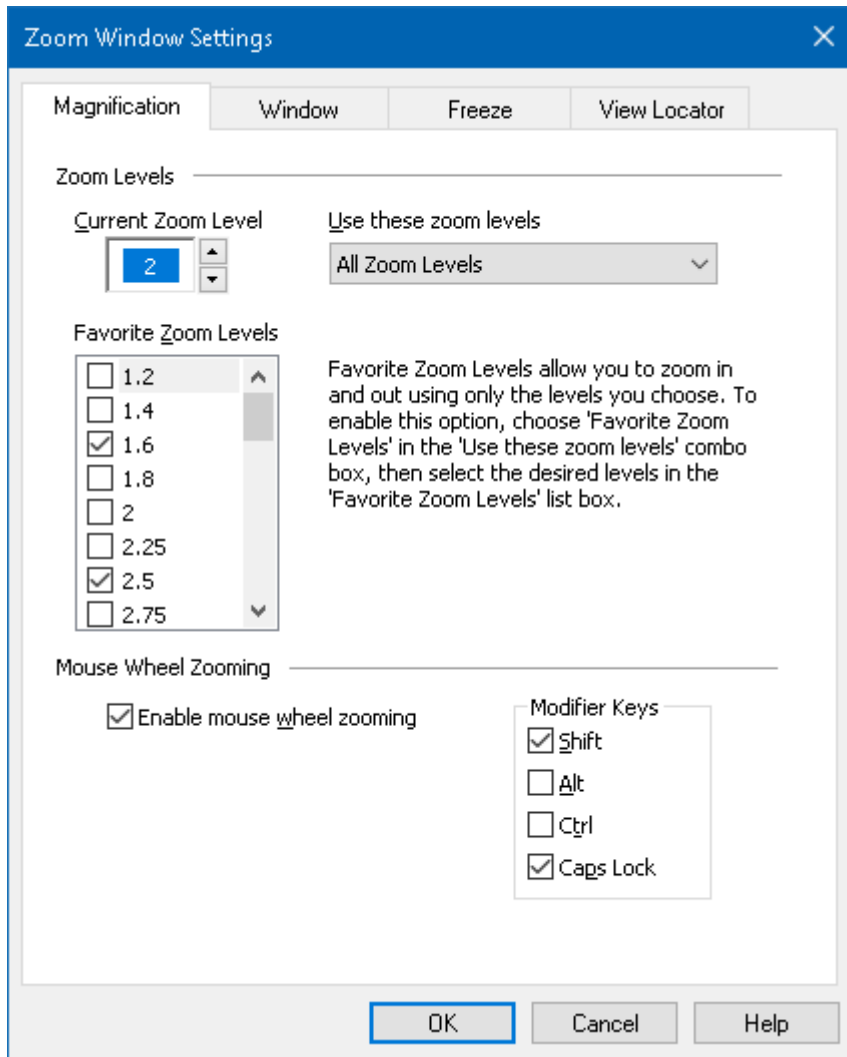 Zoom Window Settings
Magnification Window Freeze View Locator
Zoom Levels
Current Zoom Level Use these zoom levels
2 All Zoom Levels
Favorite Zoom Levels
1.2
1.4
1.6
1.8
2
2.25
2.5
2.75
Favorite Zoom Levels allow you to zoom in
and out using only the levels you choose. To
enable this option, choose 'Favorite Zoom
Levels' in the 'Use these zoom levels' combo
box, then select the desired levels in the
'Favorite Zoom Levels' list box.
Mouse Wheel Zooming
Enable mouse wheel zooming
Modifier Keys
Shift
Alt
Ctrl
Caps Lock
OK Cancel Help